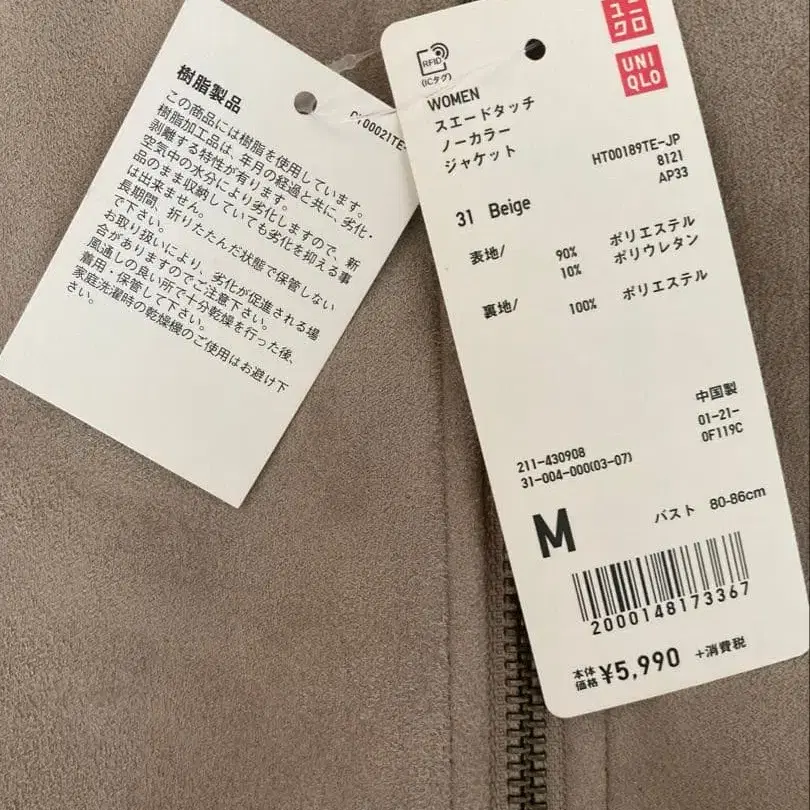 樹脂製品
この商品には樹脂を使用しています。
樹脂加工品は、年月の経過と共に、劣化・
剥離する特性が有ります。
空気中の水分により劣化しますので、新
品のまま収納していても劣化を抑える事
は出来ません。
長期間、折りたたんだ状態で保管しない
で下さい。
お取り扱いにより、劣化が促進される場
合がありますのでご注意下さい。
風通しの良い所で十分乾燥を行った後、
着用・保管して下さい。
家庭洗濯時の乾燥機のご使用はお避け下
さい。
00021TE-
RFID
(ICタグ)
ユニ
クロ
UNI
QLO
WOMEN
スエードタッチ
ノーカラー
ジャケット
HT00189TE-JP
8121
AP33
31 Beige
表地/ 90% ポリエステル
10% ポリウレタン
裏地/ 100% ポリエステル
中国製
01-21-
0F119C
211-430908
31-004-000(03-07)
M バスト 80-86cm
2000148173367
本体
価格 ¥5,990 +消費税